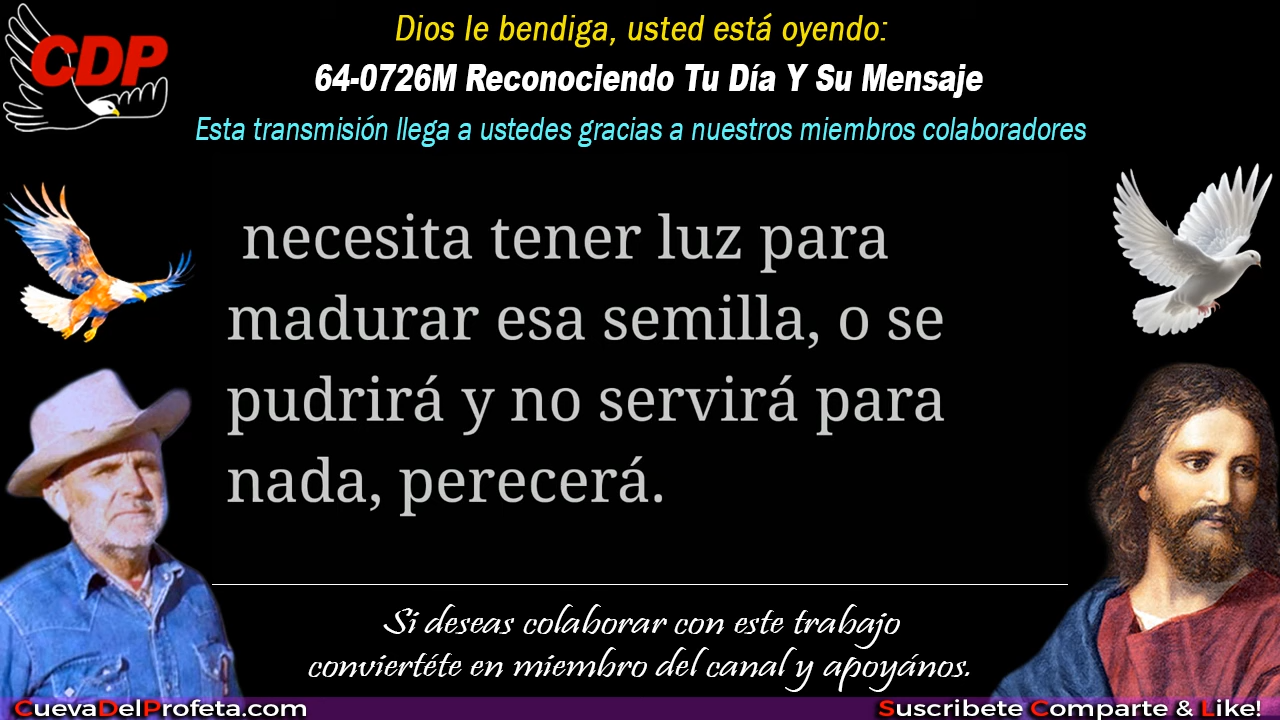 CDP
Dios le bendiga, usted está oyendo:
64-0726M Reconociendo Tu Día Y Su Mensaje
Esta transmisión llega a ustedes gracias a nuestros miembros colaboradores
necesita tener luz para
madurar esa semilla, o se
pudrirá y no servirá para
nada, perecerá.
Si deseas colaborar con este trabajo
conviertéte en miembro del canal y apoyános.
CuevaDelProfeta.com
Suscribete Comparte & Like!